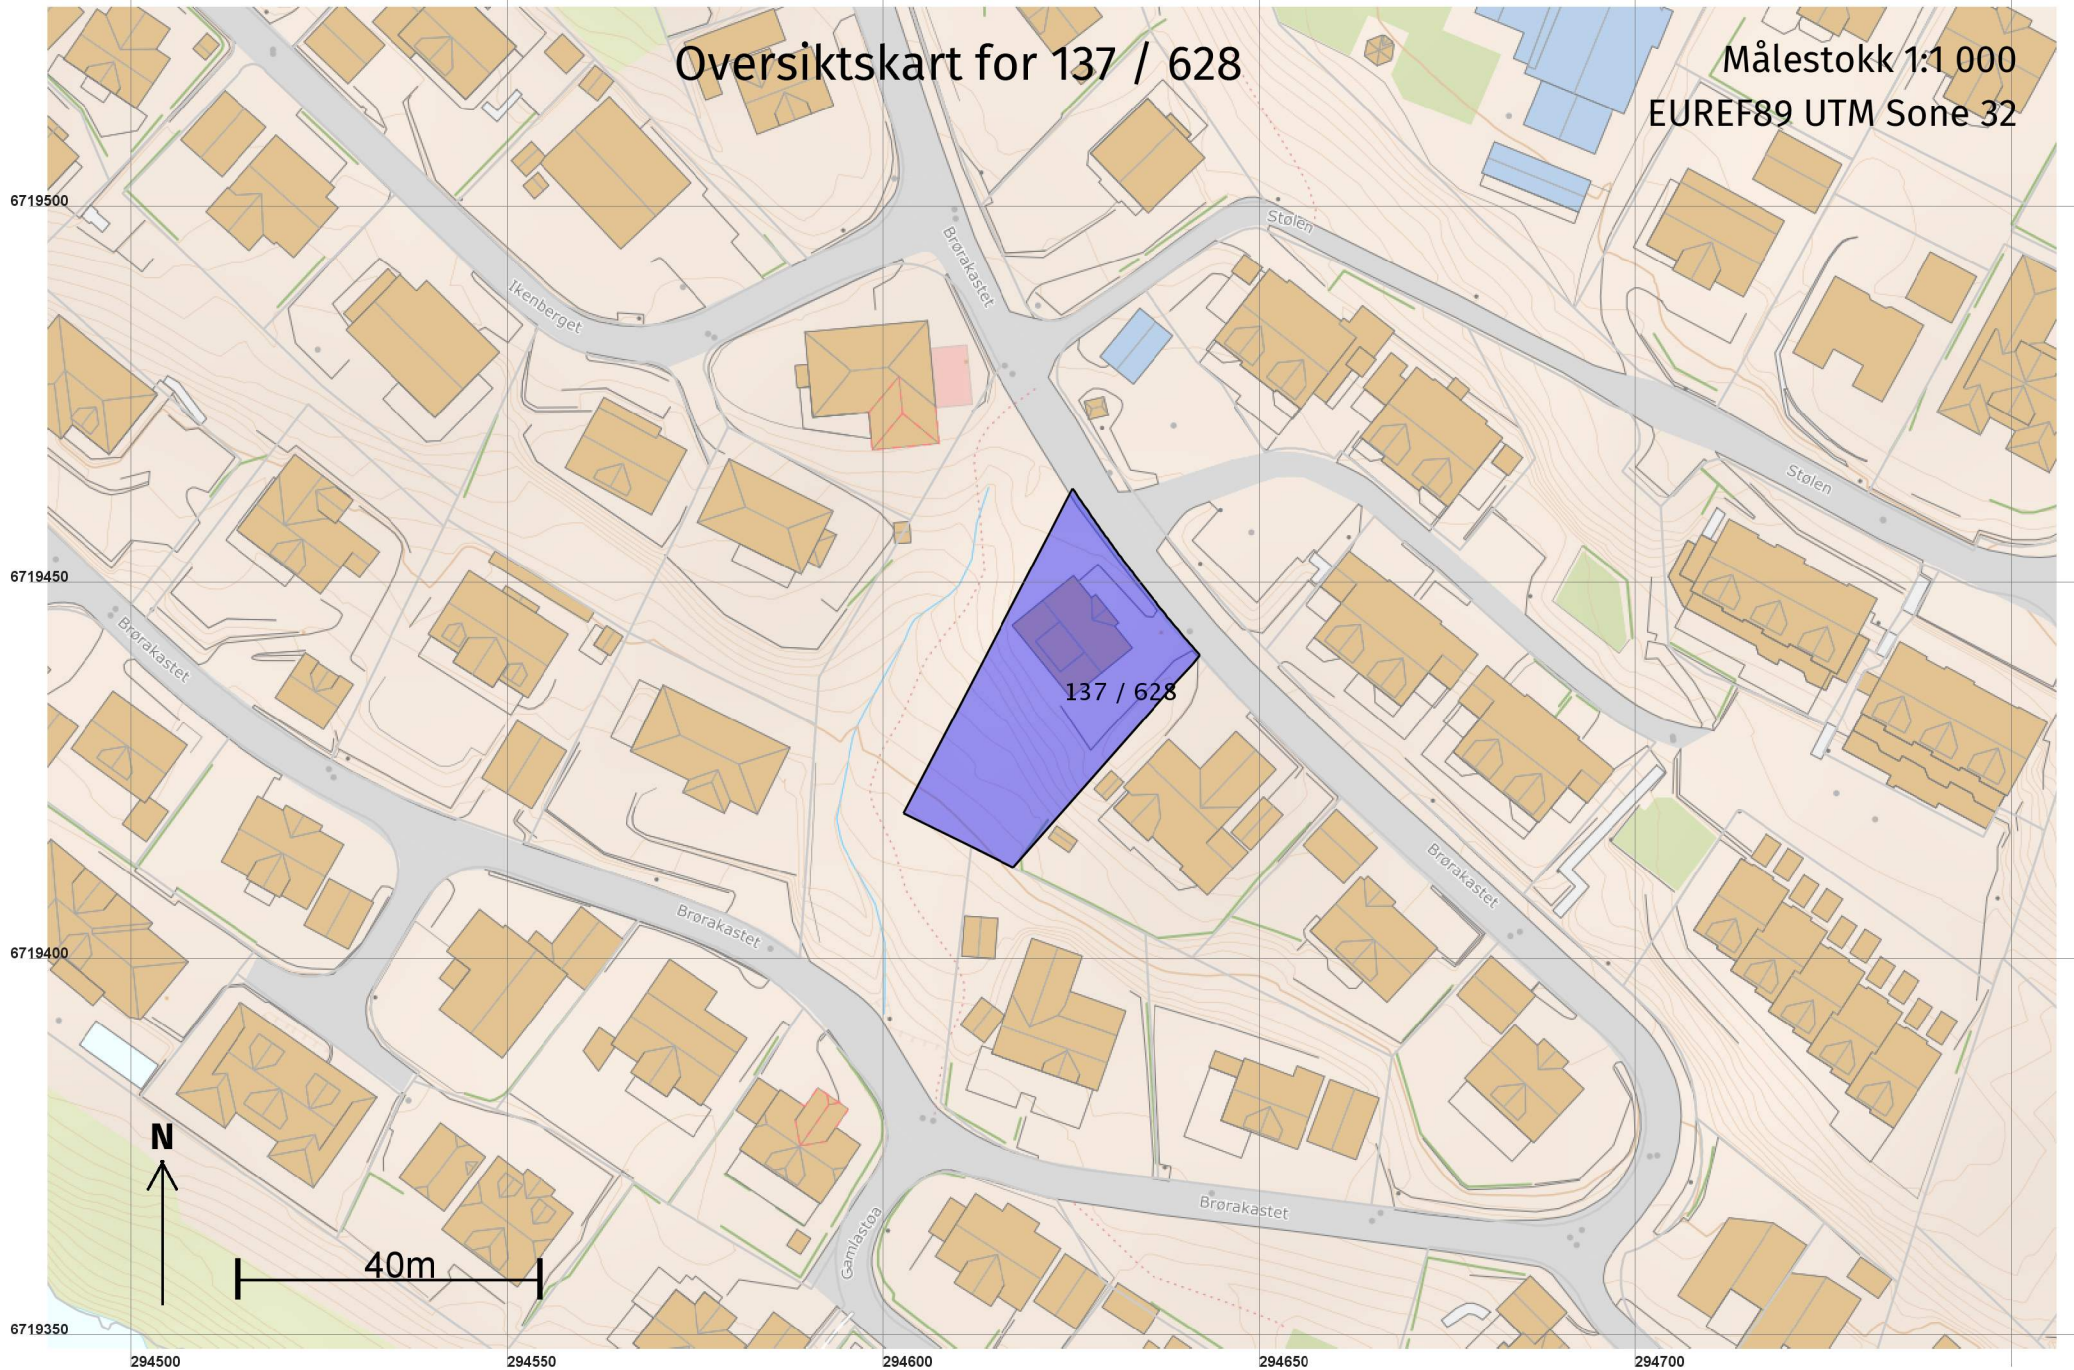 Oversiktskart for 137 / 628
Målestokk 1:1 000
EUREF89 UTM Sone 32
6719500
Stølen
Brørakastet
Ikenberget
Stølen
6719450
Brørakastet
137 / 628
Brørakastet
Brørakastet
6719400
N
Brørakastet
Gamlastøa
40m
6719350
294500
294550
294600
294650
294700